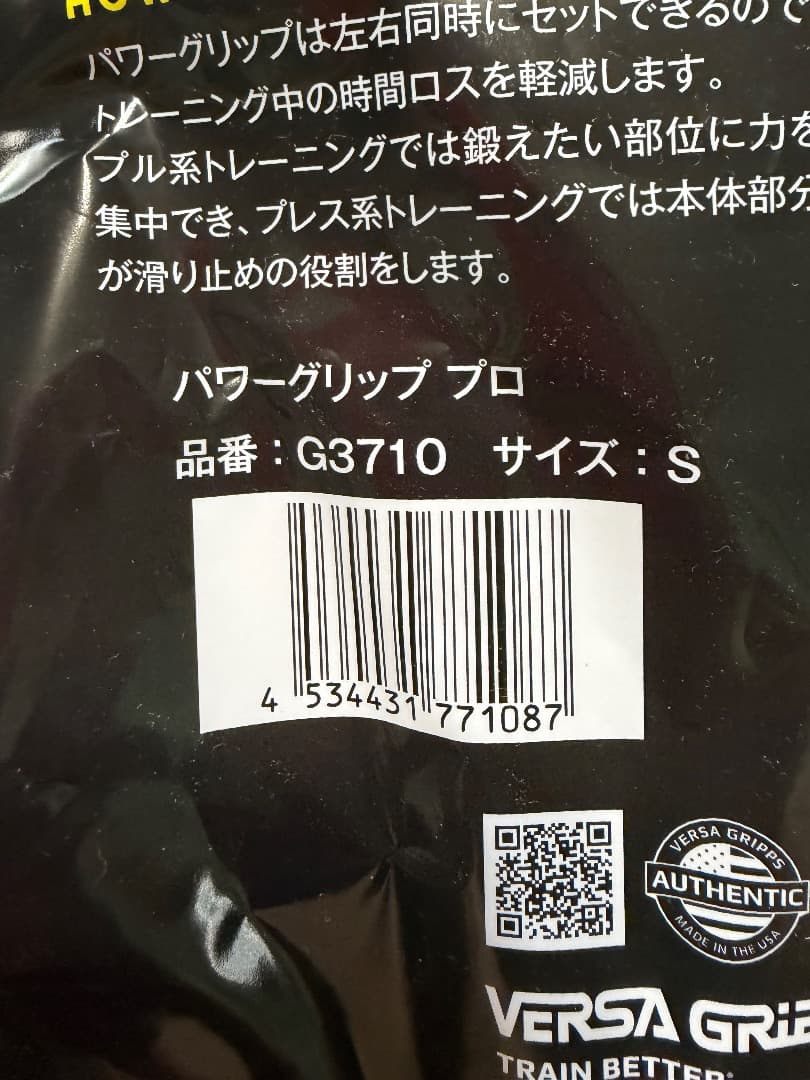 パワーグリップは左右同時にセットできるので
トレーニング中の時間ロスを軽減します。
プル系トレーニングでは鍛えたい部位に力を
集中でき、プレス系トレーニングでは本体部分
が滑り止めの役割をします。
パワーグリップ プロ
品番：G3710 サイズ：S
4 534431 771087
VERSA GRIPPS
AUTHENTIC
MADE IN THE USA
VERSA GRiP
TRAIN BETTER